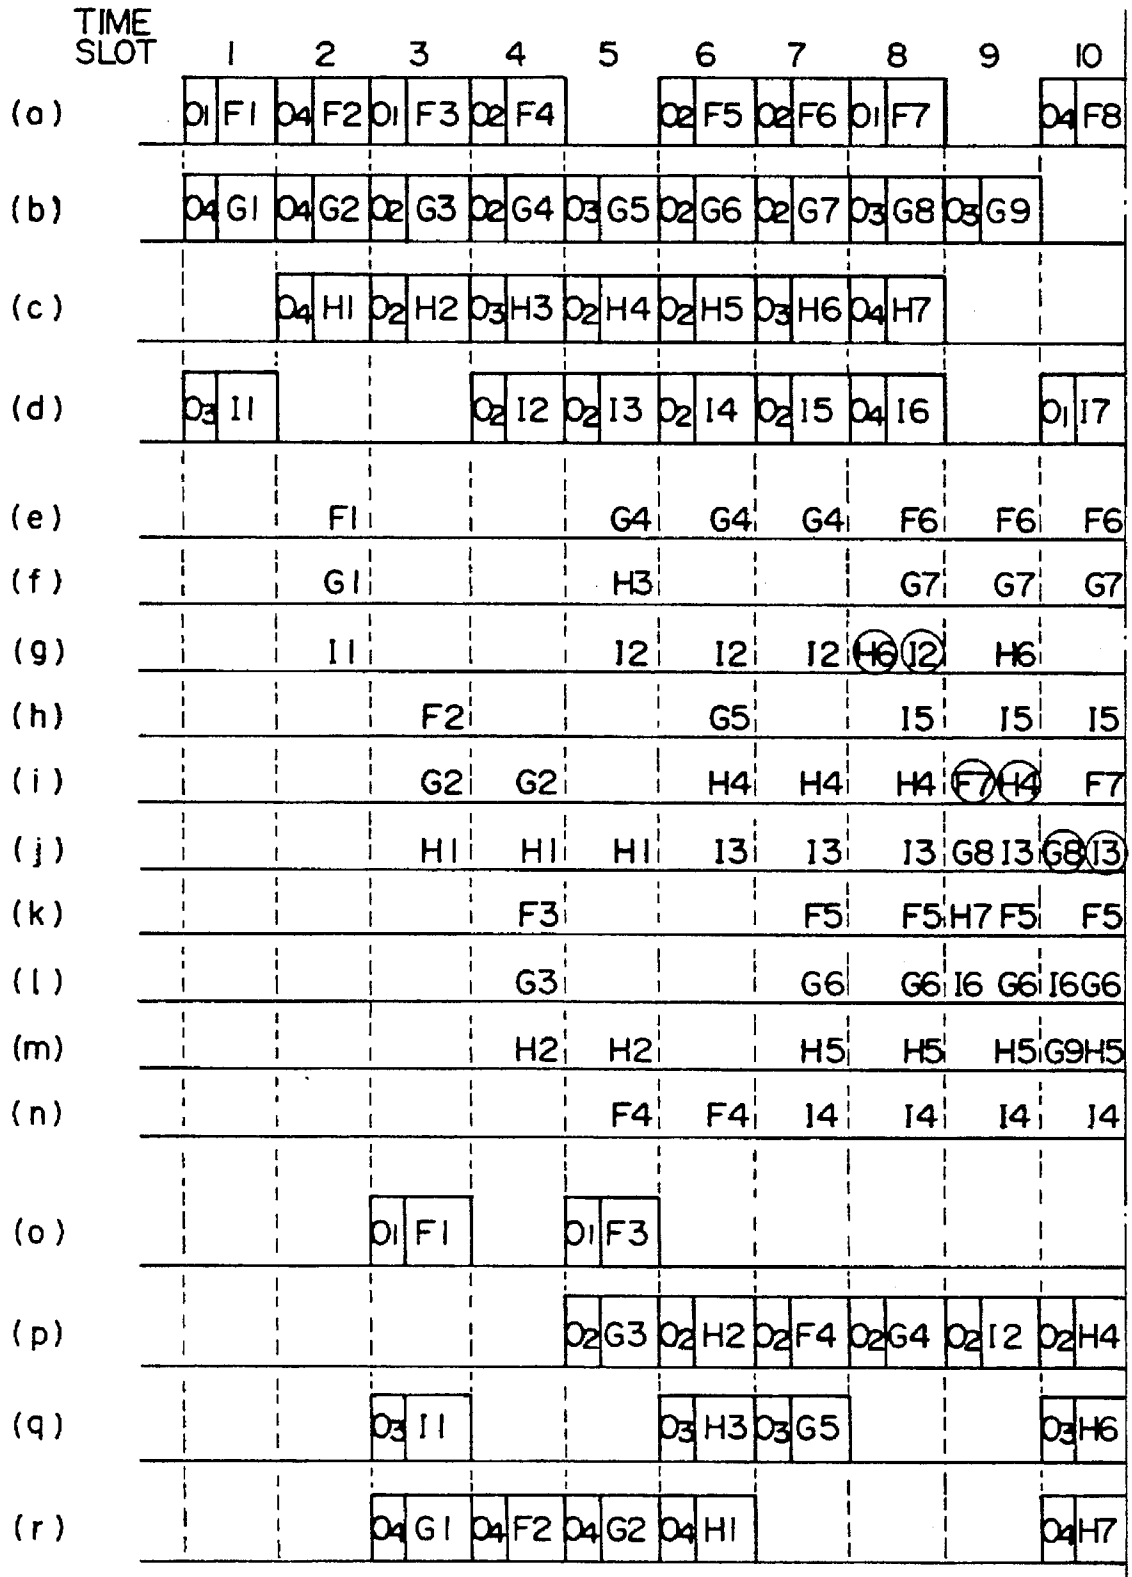 TIME
SLOT 1 2 3 4 5 6 7 8 9 10
(a) O1 F1 O4 F2 O1 F3 O2 F4 O2 F5 O2 F6 O1 F7 O4 F8
(b) O4 G1 O4 G2 O2 G3 O2 G4 O3 G5 O2 G6 O2 G7 O3 G8 O3 G9
(c) O4 H1 O2 H2 O3 H3 O2 H4 O2 H5 O3 H6 O4 H7
(d) O3 I1 O2 I2 O2 I3 O2 I4 O2 I5 O4 I6 O1 I7
(e) F1 G4 G4 G4 F6 F6 F6
(f) G1 H3 G7 G7 G7
(g) I1 I2 I2 I2 H6 I2 H6
(h) F2 G5 I5 I5 I5
(i) G2 G2 H4 H4 H4 F7 H4 F7
(j) H1 H1 H1 I3 I3 I3 G8 I3 G8 I3
(k) F3 F5 F5 H7 F5 F5
(l) G3 G6 G6 I6 G6 I6 G6
(m) H2 H2 H5 H5 H5 G9 H5
(n) F4 F4 I4 I4 I4 I4
(o) O1 F1 O1 F3
(p) O2 G3 O2 H2 O2 F4 O2 G4 O2 I2 O2 H4
(q) O3 I1 O3 H3 O3 G5 O3 H6
(r) O4 G1 O4 F2 O4 G2 O4 H1 O4 H7